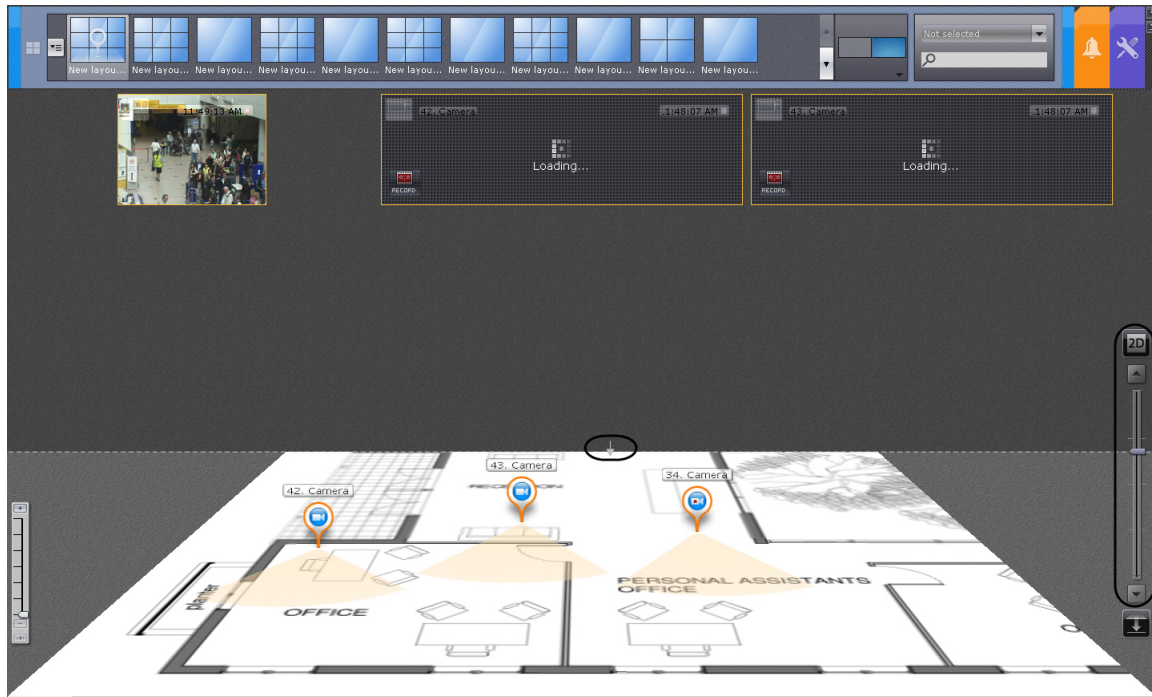 New layou... New layou... New layou... New layou... New layou... New layou... New layou... New layou... New layou... New layou...
Not selected
11:49:13 AM
42. Camera 1:48:07 AM
43. Camera 1:48:07 AM
Loading...
Loading...
RECORD
RECORD
2D
43. Camera
34. Camera
42. Camera
PERSONAL ASSISTANTS
OFFICE
planter
OFFICE